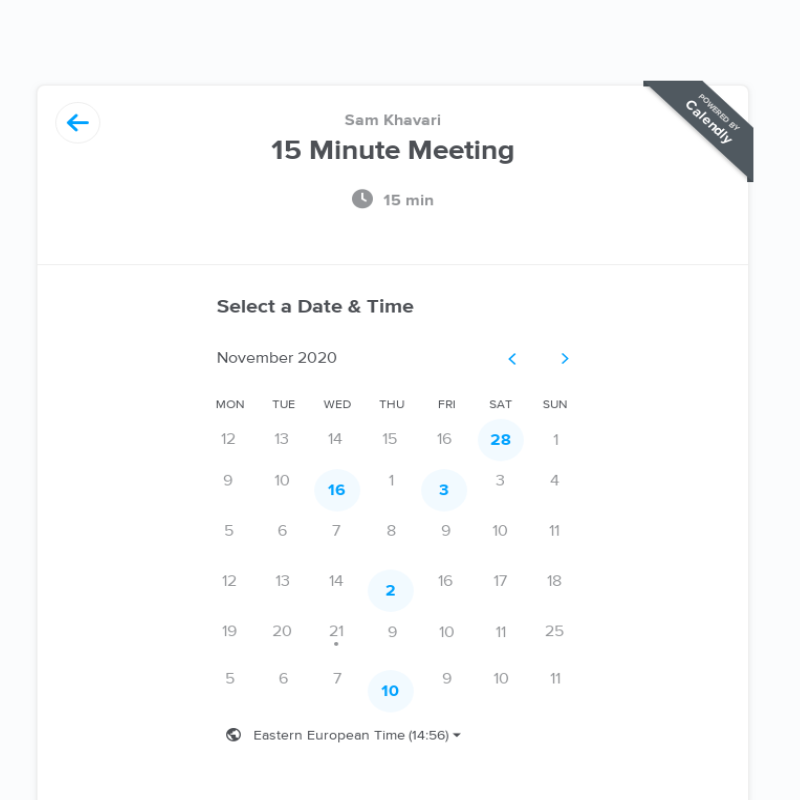 POWERED BY
Calendly
Sam Khavari
15 Minute Meeting
15 min
Select a Date & Time
November 2020
MON TUE WED THU FRI SAT SUN
12 13 14 15 16 28 1
9 10 16 1 3 3 4
5 6 7 8 9 10 11
12 13 14 2 16 17 18
19 20 21 9 10 11 25
5 6 7 10 9 10 11
Eastern European Time (14:56)